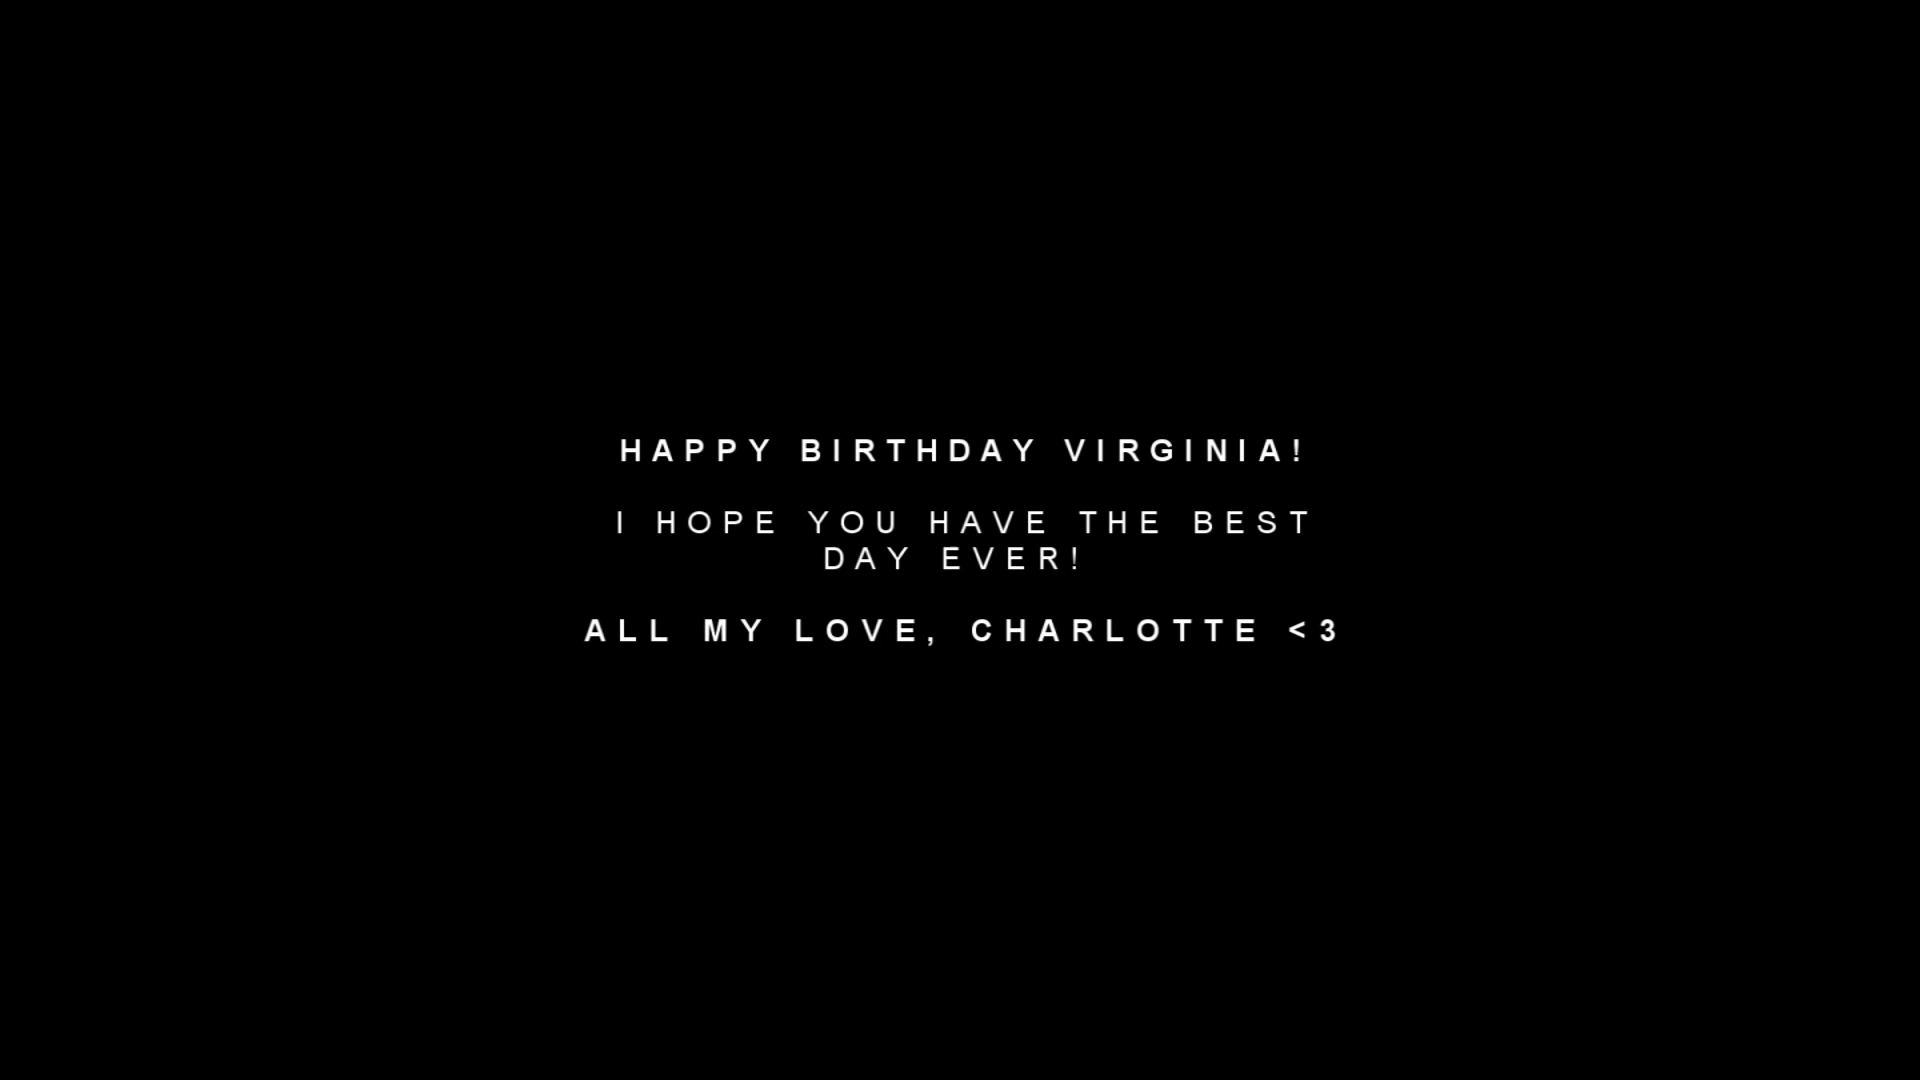 HAPPY BIRTHDAY VIRGINIA!
I HOPE YOU HAVE THE BEST
DAY EVER!
ALL MY LOVE, CHARLOTTE <3